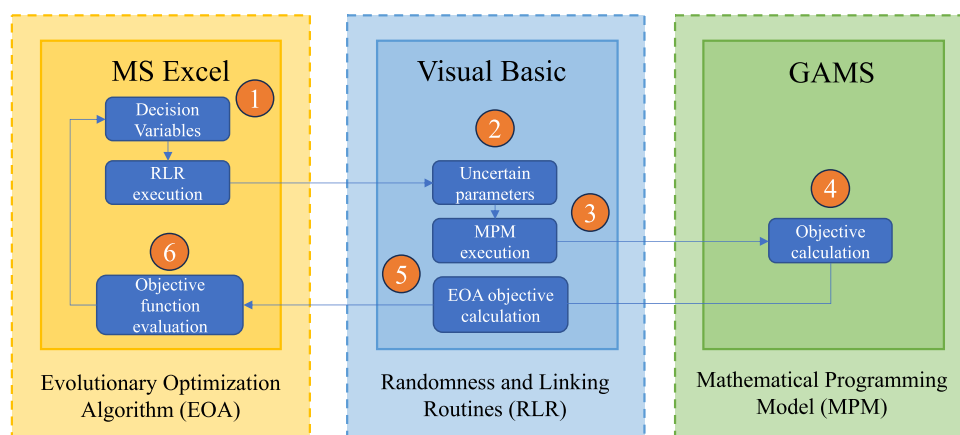 MS Excel
1
Decision
Variables
RLR
execution
6
Objective
function
evaluation
Evolutionary Optimization
Algorithm (EOA)
Visual Basic
2
Uncertain
parameters
3
MPM
execution
5
EOA objective
calculation
Randomness and Linking
Routines (RLR)
GAMS
4
Objective
calculation
Mathematical Programming
Model (MPM)